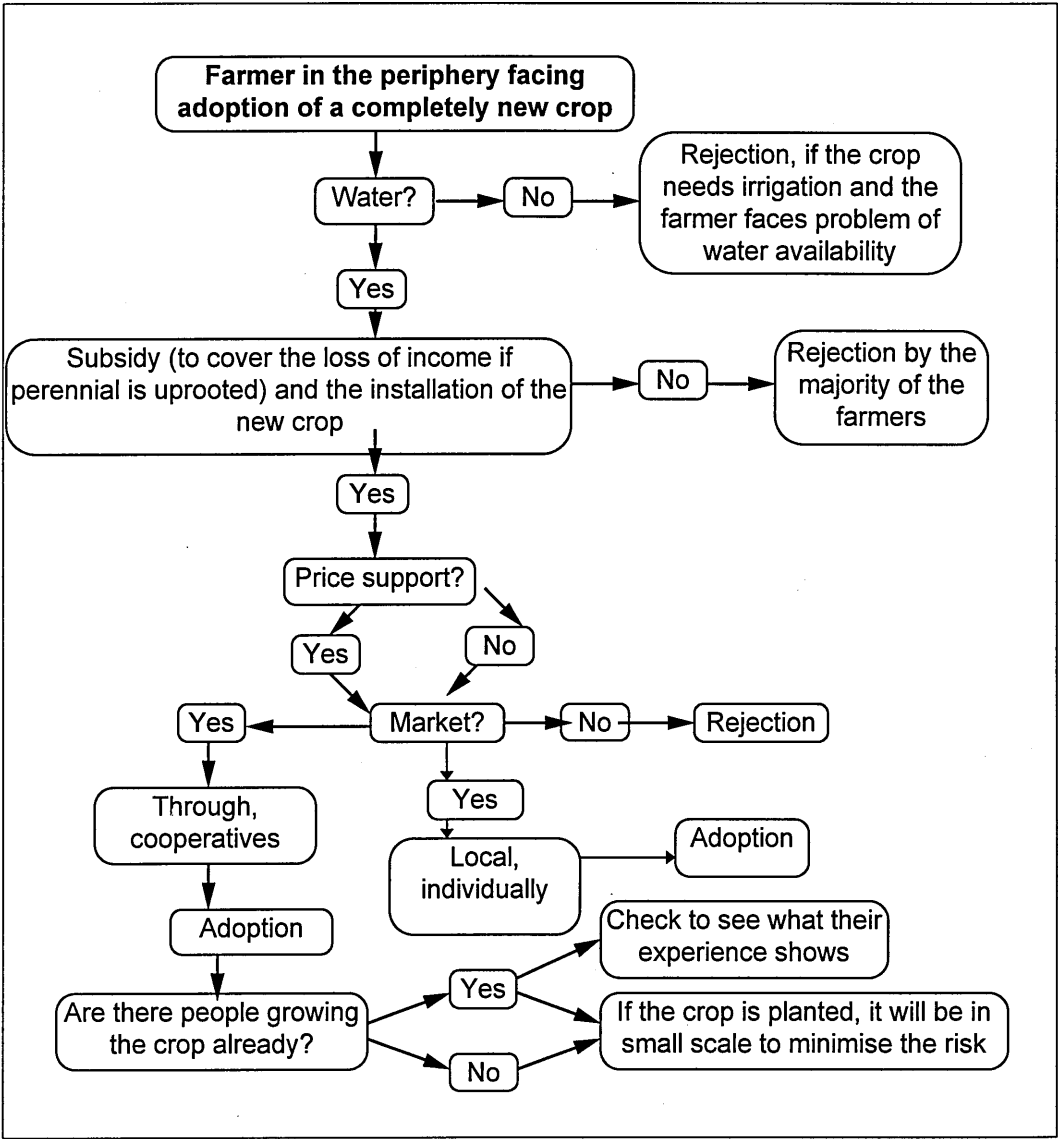 Farmer in the periphery facing
adoption of a completely new crop
Water?
No
Rejection, if the crop
needs irrigation and the
farmer faces problem of
water availability
Yes
Subsidy (to cover the loss of income if
perennial is uprooted) and the installation of the
new crop
No
Rejection by the
majority of the
farmers
Yes
Price support?
Yes
No
Yes
Market?
No
Rejection
Through,
cooperatives
Yes
Local,
individually
Adoption
Adoption
Check to see what their
experience shows
Are there people growing
the crop already?
Yes
If the crop is planted, it will be in
small scale to minimise the risk
No